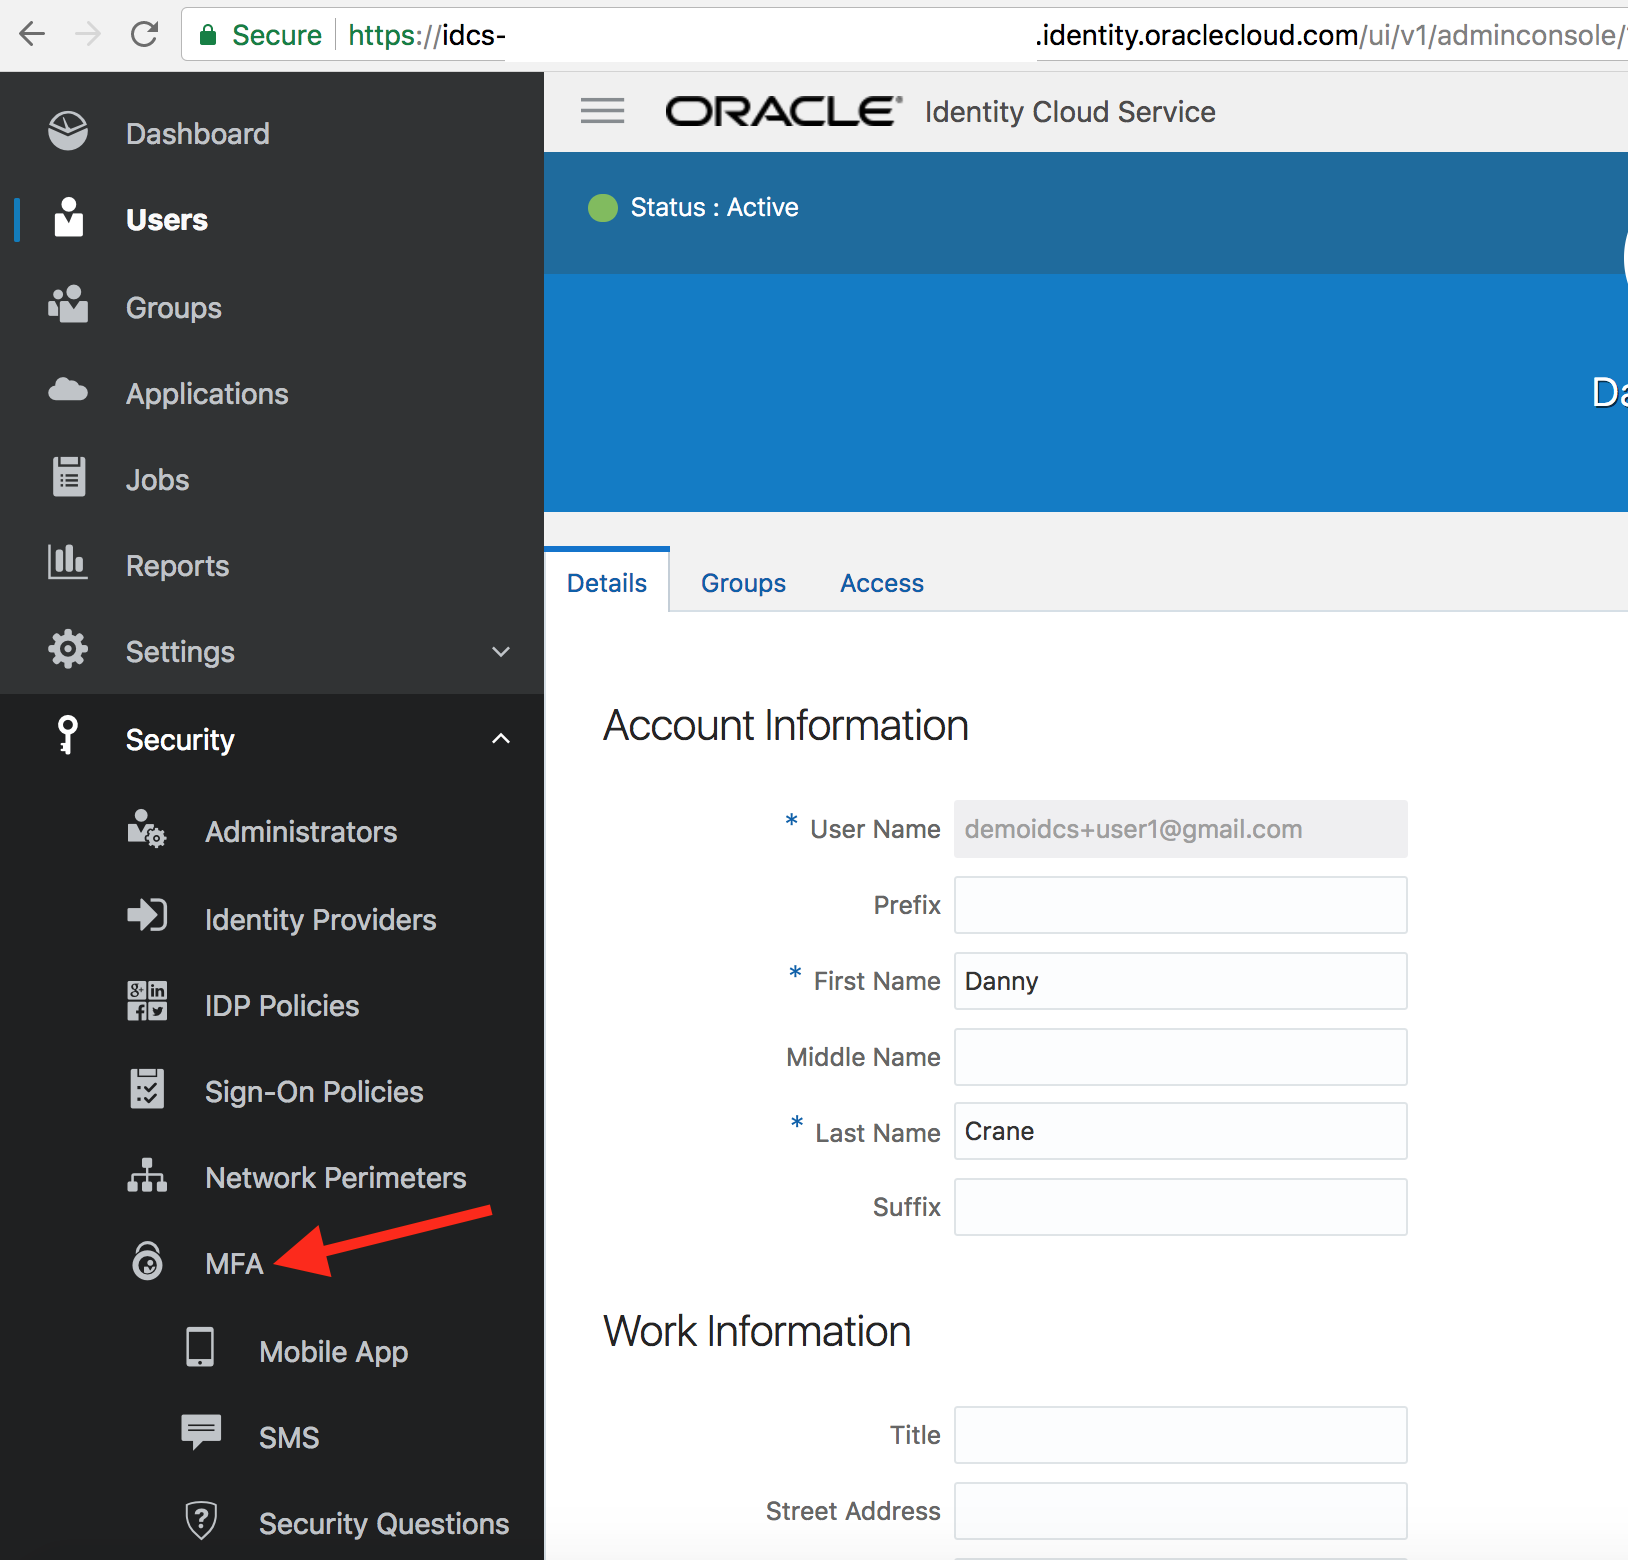 Secure https://idcs- .identity.oraclecloud.com/ui/v1/adminconsole/
Dashboard
Users
Groups
Applications
Jobs
Reports
Settings
Security
Administrators
Identity Providers
IDP Policies
Sign-On Policies
Network Perimeters
MFA
Mobile App
SMS
Security Questions
ORACLE® Identity Cloud Service
Status : Active
Details Groups Access
Account Information
* User Name demoidcs+user1@gmail.com
Prefix
* First Name Danny
Middle Name
* Last Name Crane
Suffix
Work Information
Title
Street Address